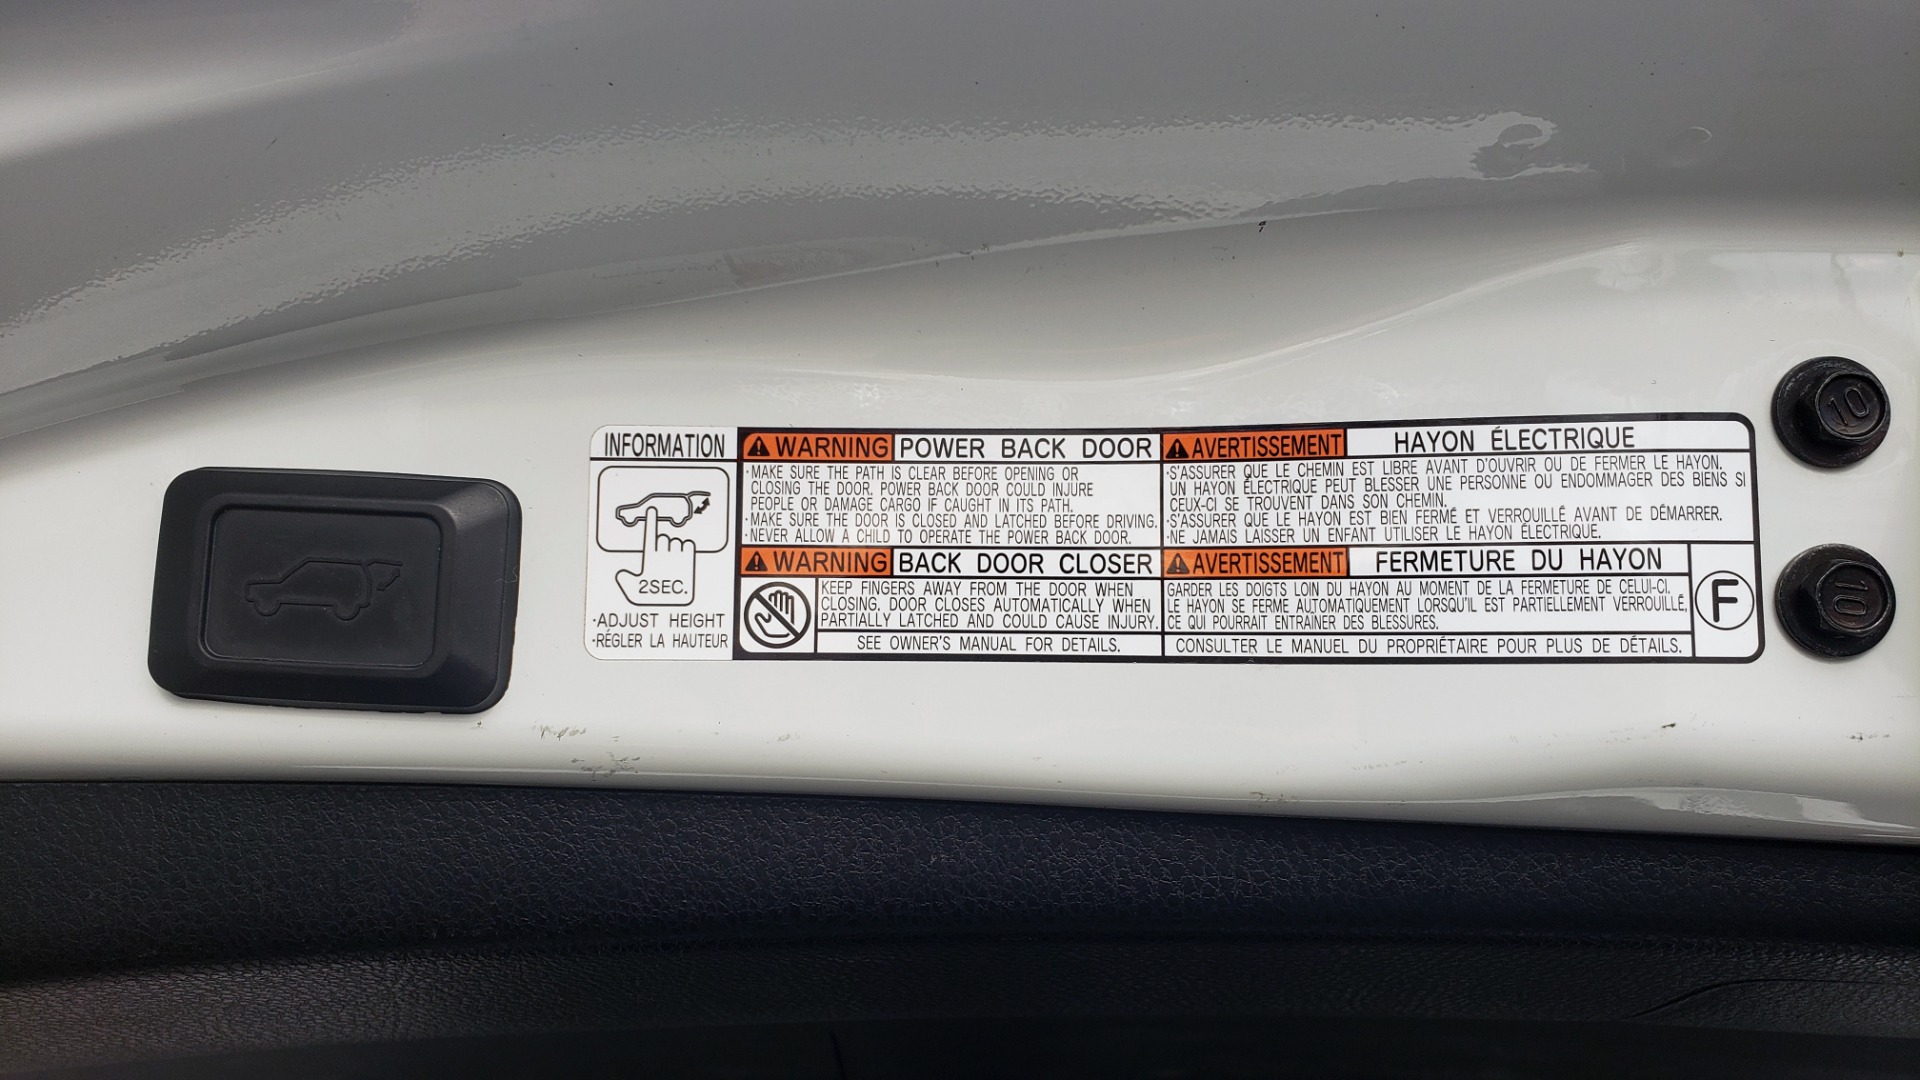 INFORMATION
2SEC.
·ADJUST HEIGHT
·RÉGLER LA HAUTEUR
WARNING POWER BACK DOOR
·MAKE SURE THE PATH IS CLEAR BEFORE OPENING OR
CLOSING THE DOOR. POWER BACK DOOR COULD INJURE
PEOPLE OR DAMAGE CARGO IF CAUGHT IN ITS PATH.
·MAKE SURE THE DOOR IS CLOSED AND LATCHED BEFORE DRIVING.
·NEVER ALLOW A CHILD TO OPERATE THE POWER BACK DOOR.
AVERTISSEMENT HAYON ÉLECTRIQUE
·S'ASSURER QUE LE CHEMIN EST LIBRE AVANT D'OUVRIR OU DE FERMER LE HAYON.
UN HAYON ÉLECTRIQUE PEUT BLESSER UNE PERSONNE OU ENDOMMAGER DES BIENS SI
CEUX-CI SE TROUVENT DANS SON CHEMIN.
·S'ASSURER QUE LE HAYON EST BIEN FERMÉ ET VERROUILLÉ AVANT DE DÉMARRER.
·NE JAMAIS LAISSER UN ENFANT UTILISER LE HAYON ÉLECTRIQUE.
WARNING BACK DOOR CLOSER
KEEP FINGERS AWAY FROM THE DOOR WHEN
CLOSING. DOOR CLOSES AUTOMATICALLY WHEN
PARTIALLY LATCHED AND COULD CAUSE INJURY.
SEE OWNER'S MANUAL FOR DETAILS.
AVERTISSEMENT FERMETURE DU HAYON
GARDER LES DOIGTS LOIN DU HAYON AU MOMENT DE LA FERMETURE DE CELUI-CI.
LE HAYON SE FERME AUTOMATIQUEMENT LORSQU'IL EST PARTIELLEMENT VERROUILLÉ,
CE QUI POURRAIT ENTRAÎNER DES BLESSURES.
CONSULTER LE MANUEL DU PROPRIÉTAIRE POUR PLUS DE DÉTAILS.
F
10
10